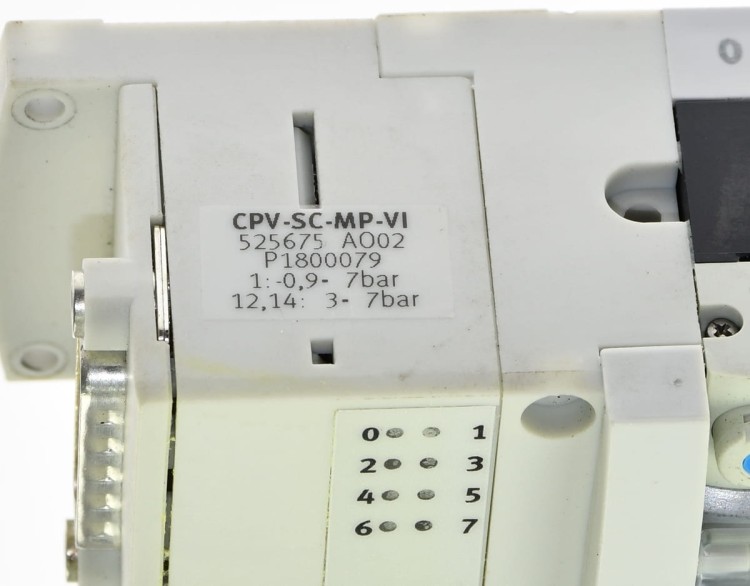 0
CPV-SC-MP-VI
525675 AO02
P1800079
1:-0,9- 7bar
12,14: 3- 7bar
0 1
2 3
4 5
6 7